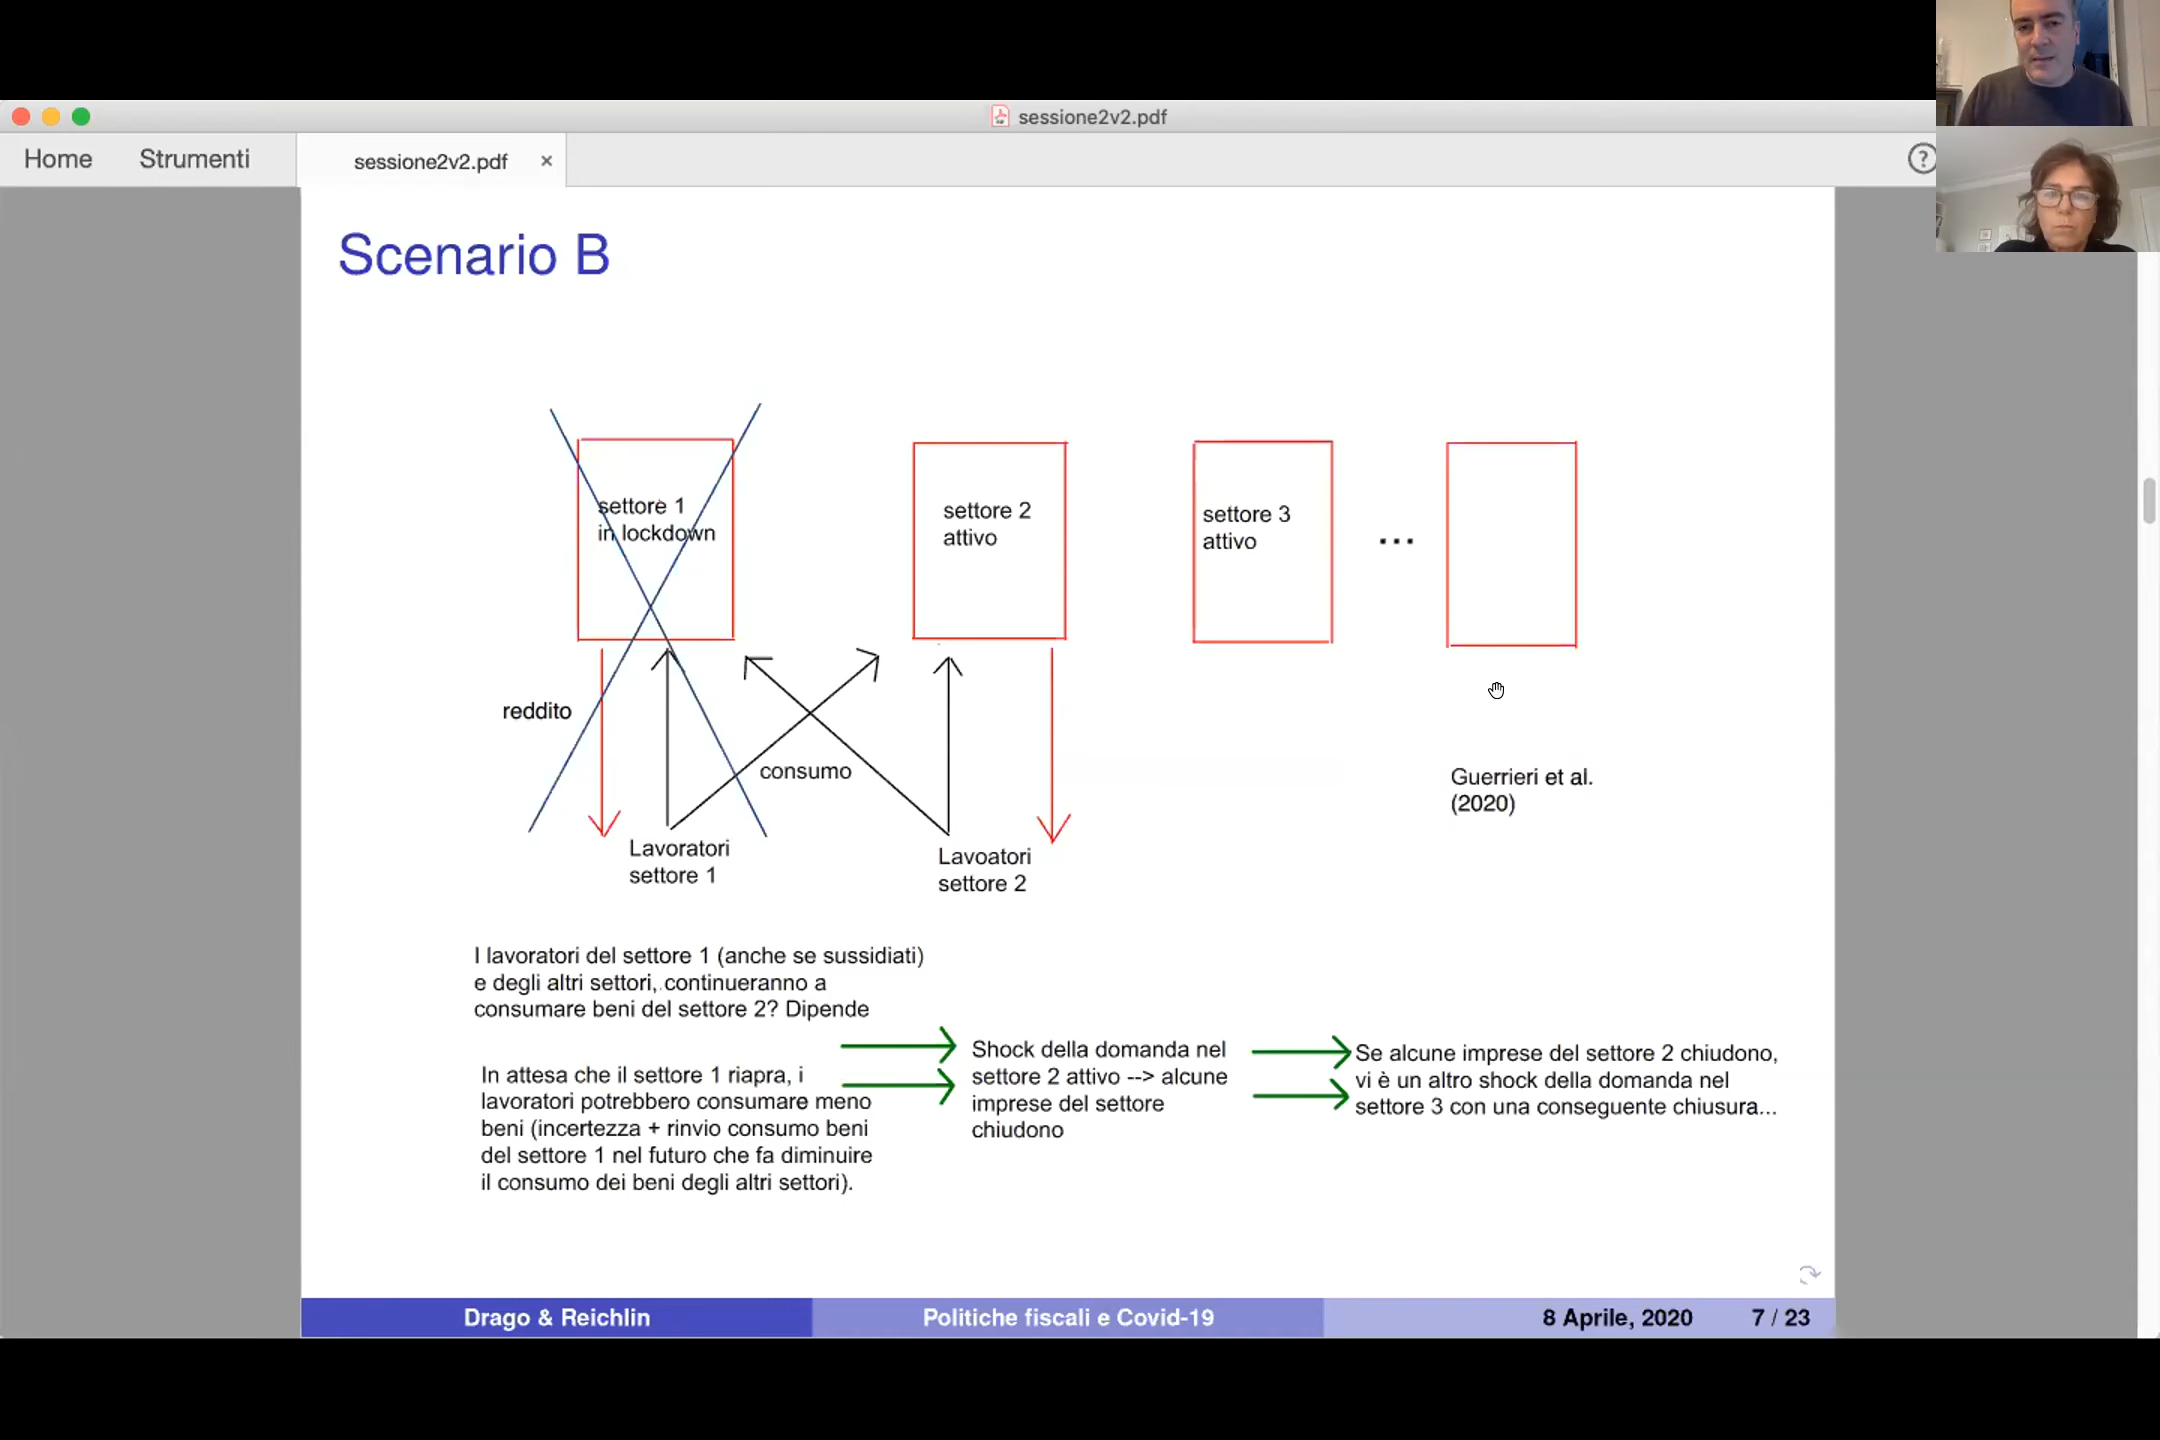 sessione2v2.pdf
Home
Strumenti
sessione2v2.pdf
×
?
Scenario B
settore 1
in lockdown
settore 2
attivo
settore 3
attivo
...
reddito
consumo
Guerrieri et al.
(2020)
Lavoratori
settore 1
Lavoatori
settore 2
I lavoratori del settore 1 (anche se sussidiati)
e degli altri settori, continueranno a
consumare beni del settore 2? Dipende
In attesa che il settore 1 riapra, i
lavoratori potrebbero consumare meno
beni (incertezza + rinvio consumo beni
del settore 1 nel futuro che fa diminuire
il consumo dei beni degli altri settori).
Shock della domanda nel
settore 2 attivo --> alcune
imprese del settore
chiudono
Se alcune imprese del settore 2 chiudono,
vi è un altro shock della domanda nel
settore 3 con una conseguente chiusura...
Drago & Reichlin
Politiche fiscali e Covid-19
8 Aprile, 2020
7 / 23